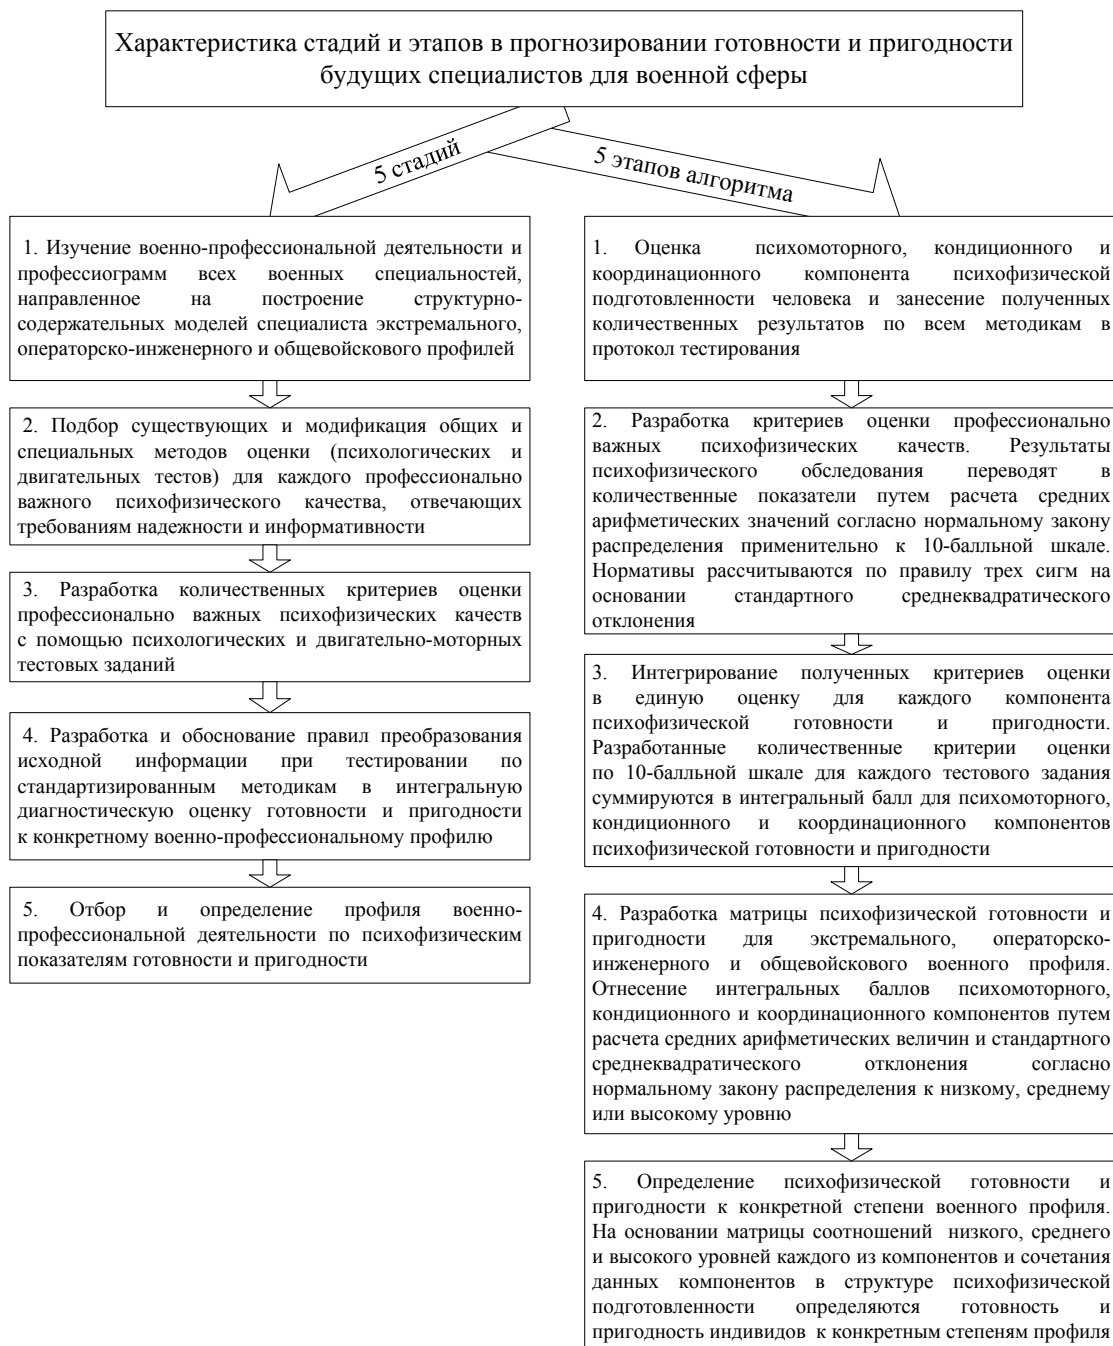 Характеристика стадий и этапов в прогнозировании готовности и пригодности
будущих специалистов для военной сферы
5 стадий
5 этапов алгоритма
1. Изучение военно-профессиональной деятельности и
профессиограмм всех военных специальностей,
направленное на построение структурно-
содержательных моделей специалиста экстремального,
операторско-инженерного и общевойскового профилей
2. Подбор существующих и модификация общих и
специальных методов оценки (психологических и
двигательных тестов) для каждого профессионально
важного психофизического качества, отвечающих
требованиям надежности и информативности
3. Разработка количественных критериев оценки
профессионально важных психофизических качеств
с помощью психологических и двигательно-моторных
тестовых заданий
4. Разработка и обоснование правил преобразования
исходной информации при тестировании по
стандартизированным методикам в интегральную
диагностическую оценку готовности и пригодности
к конкретному военно-профессиональному профилю
5. Отбор и определение профиля военно-
профессиональной деятельности по психофизическим
показателям готовности и пригодности
1. Оценка психомоторного, кондиционного и
координационного компонента психофизической
подготовленности человека и занесение полученных
количественных результатов по всем методикам в
протокол тестирования
2. Разработка критериев оценки профессионально
важных психофизических качеств. Результаты
психофизического обследования переводят в
количественные показатели путем расчета средних
арифметических значений согласно нормальному закону
распределения применительно к 10-балльной шкале.
Нормативы рассчитываются по правилу трех сигм на
основании стандартного среднеквадратического
отклонения
3. Интегрирование полученных критериев оценки
в единую оценку для каждого компонента
психофизической готовности и пригодности.
Разработанные количественные критерии оценки
по 10-балльной шкале для каждого тестового задания
суммируются в интегральный балл для психомоторного,
кондиционного и координационного компонентов
психофизической готовности и пригодности
4. Разработка матрицы психофизической готовности и
пригодности для экстремального, операторско-
инженерного и общевойскового военного профиля.
Отнесение интегральных баллов психомоторного,
кондиционного и координационного компонентов путем
расчета средних арифметических величин и стандартного
среднеквадратического отклонения согласно
нормальному закону распределения к низкому, среднему
или высокому уровню
5. Определение психофизической готовности и
пригодности к конкретной степени военного профиля.
На основании матрицы соотношений низкого, среднего
и высокого уровней каждого из компонентов и сочетания
данных компонентов в структуре психофизической
подготовленности определяются готовность и
пригодность индивидов к конкретным степеням профиля